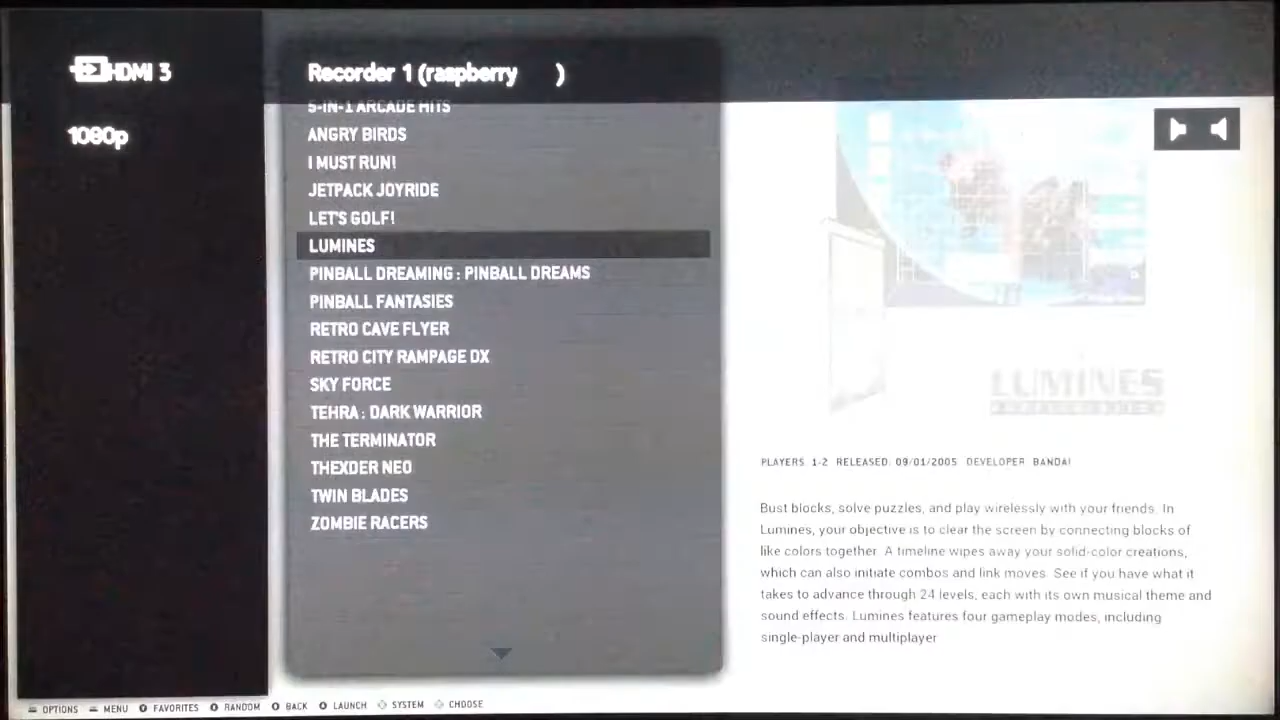 HDMI 3
1080p
Recorder 1 (raspberry )
5-IN-1 ARCADE HITS
ANGRY BIRDS
I MUST RUN!
JETPACK JOYRIDE
LET'S GOLF!
LUMINES
PINBALL DREAMING : PINBALL DREAMS
PINBALL FANTASIES
RETRO CAVE FLYER
RETRO CITY RAMPAGE DX
SKY FORCE
TEHRA : DARK WARRIOR
THE TERMINATOR
THEXDER NEO
TWIN BLADES
ZOMBIE RACERS
LUMINES
PLAYERS 1-2 RELEASED: 09/01/2005 DEVELOPER BANDAI
Bust blocks, solve puzzles, and play wirelessly with your friends. In
Lumines, your objective is to clear the screen by connecting blocks of
like colors together. A timeline wipes away your solid-color creations,
which can also initiate combos and link moves. See if you have what it
takes to advance through 24 levels, each with its own musical theme and
sound effects. Lumines features four gameplay modes, including
single-player and multiplayer
OPTIONS MENU FAVORITES RANDOM BACK LAUNCH SYSTEM CHOOSE